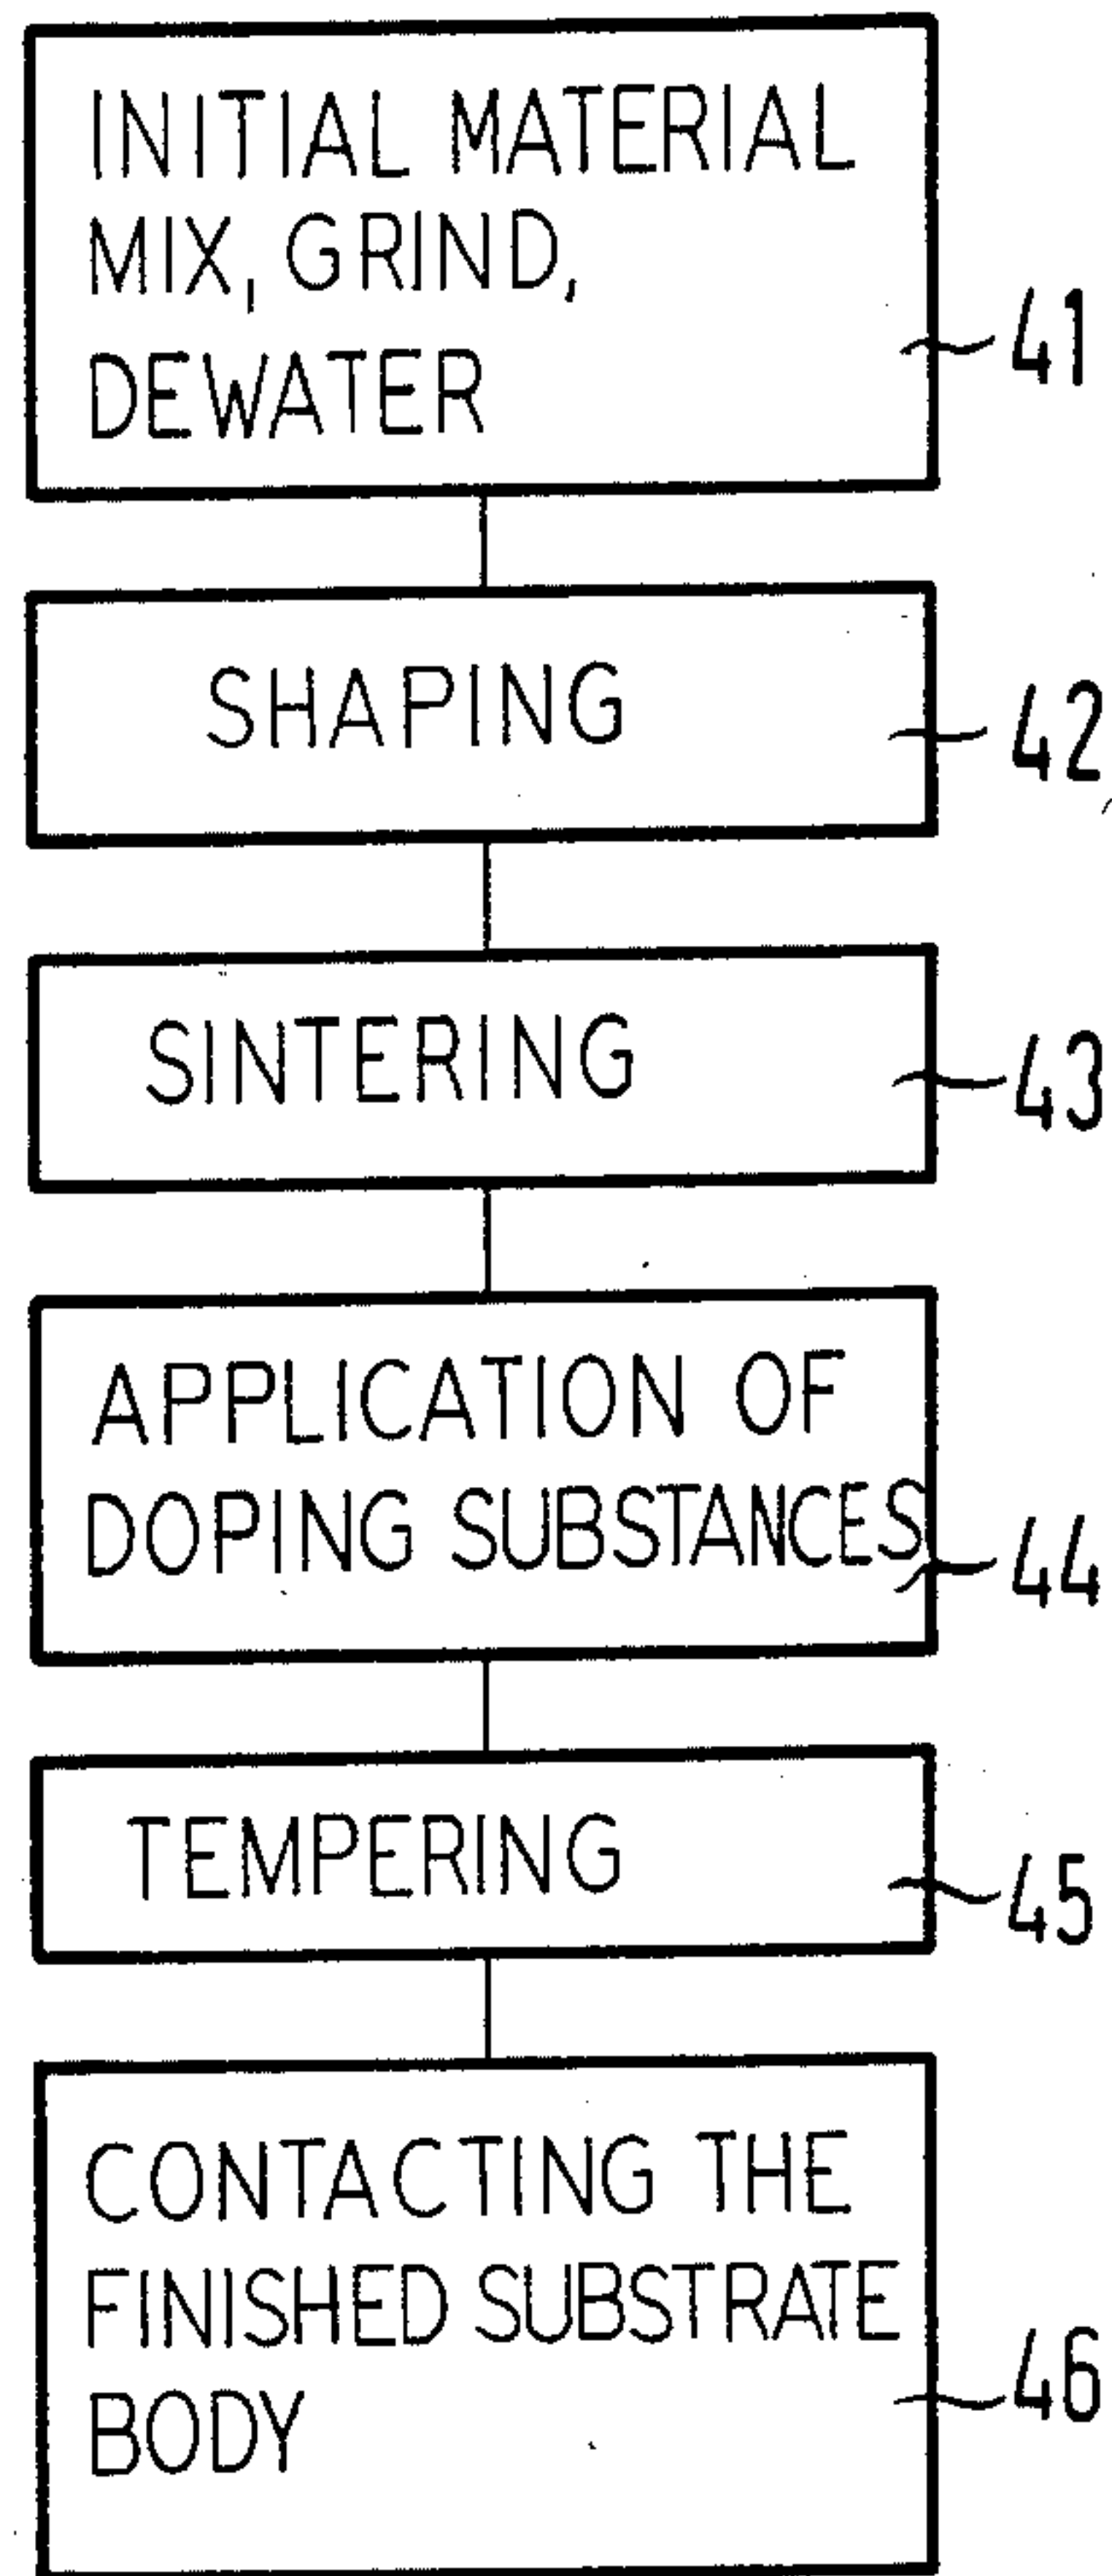 INITIAL MATERIAL
MIX, GRIND,
DEWATER
41
SHAPING
42
SINTERING
43
APPLICATION OF
DOPING SUBSTANCES
44
TEMPERING
45
CONTACTING THE
FINISHED SUBSTRATE
BODY
46